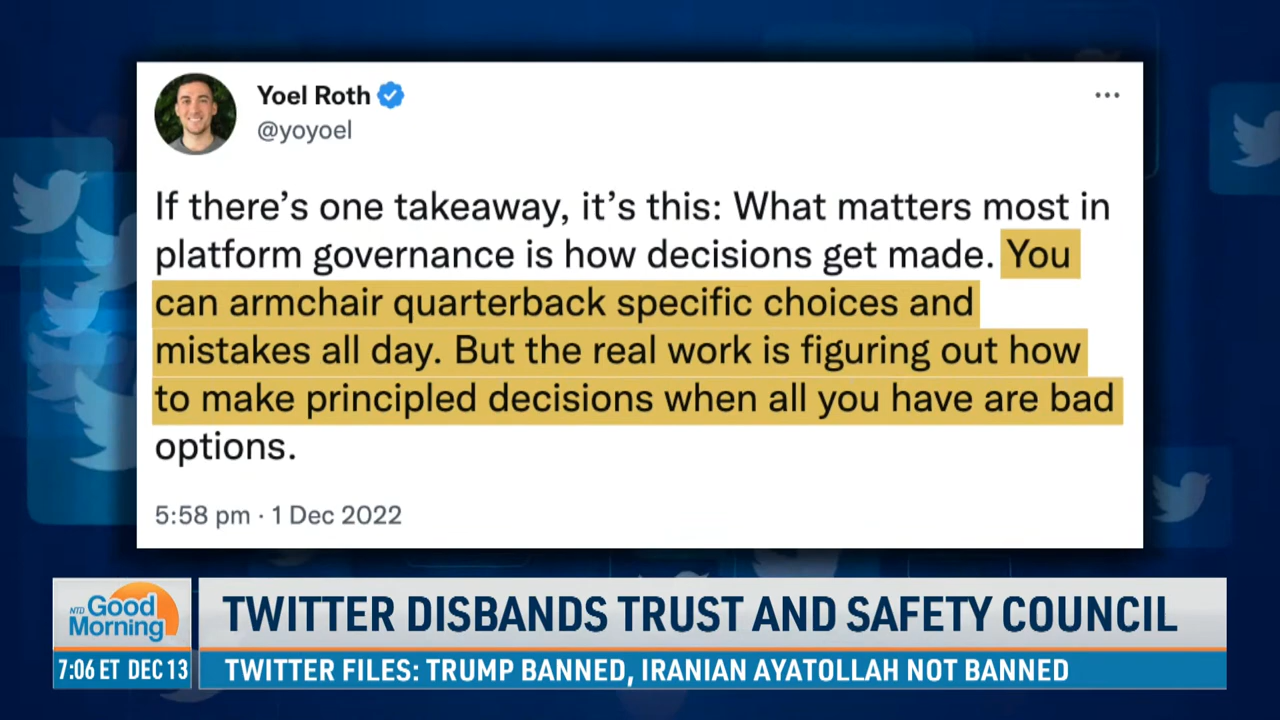 Yoel Roth
@yoyoel
If there’s one takeaway, it’s this: What matters most in
platform governance is how decisions get made. You
can armchair quarterback specific choices and
mistakes all day. But the real work is figuring out how
to make principled decisions when all you have are bad
options.
5:58 pm · 1 Dec 2022
NTD Good
Morning
TWITTER DISBANDS TRUST AND SAFETY COUNCIL
7:06 ET DEC 13
TWITTER FILES: TRUMP BANNED, IRANIAN AYATOLLAH NOT BANNED